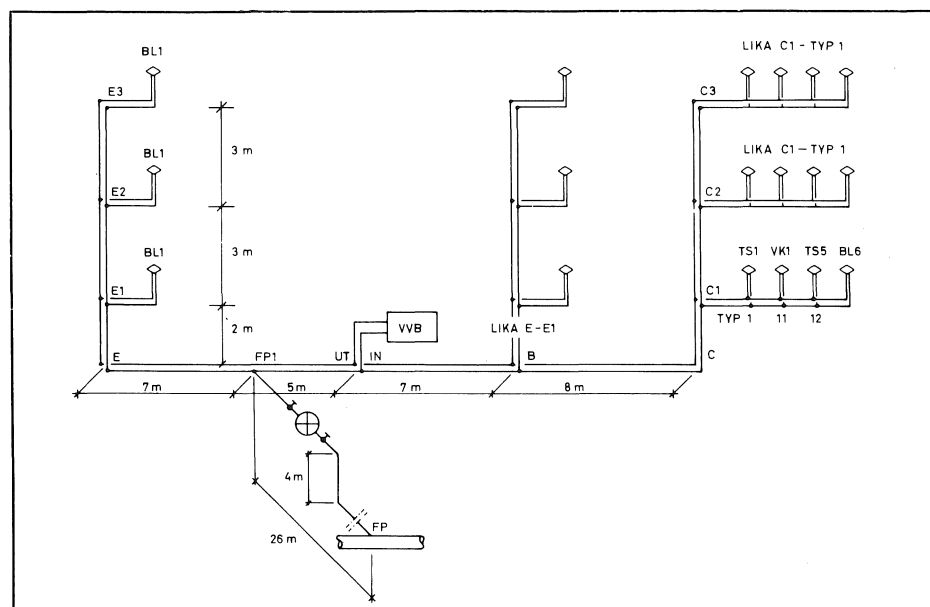 BL1
LIKA C1 - TYP 1
E3
C3
3 m
BL1
LIKA C1 - TYP 1
E2
C2
3 m
BL1
TS1 VK1 TS5 BL6
E1
C1
TYP 1 11 12
2 m
VVB
LIKA E-E1
E
FP1
UT
IN
B
C
7 m
5 m
7 m
8 m
4 m
FP
26 m